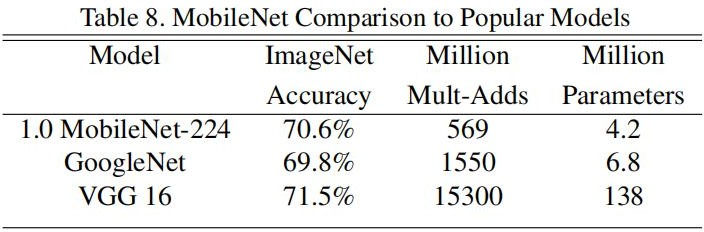 Table 8. MobileNet Comparison to Popular Models
Model ImageNet Million Million
Accuracy Mult-Adds Parameters
1.0 MobileNet-224 70.6% 569 4.2
GoogleNet 69.8% 1550 6.8
VGG 16 71.5% 15300 138